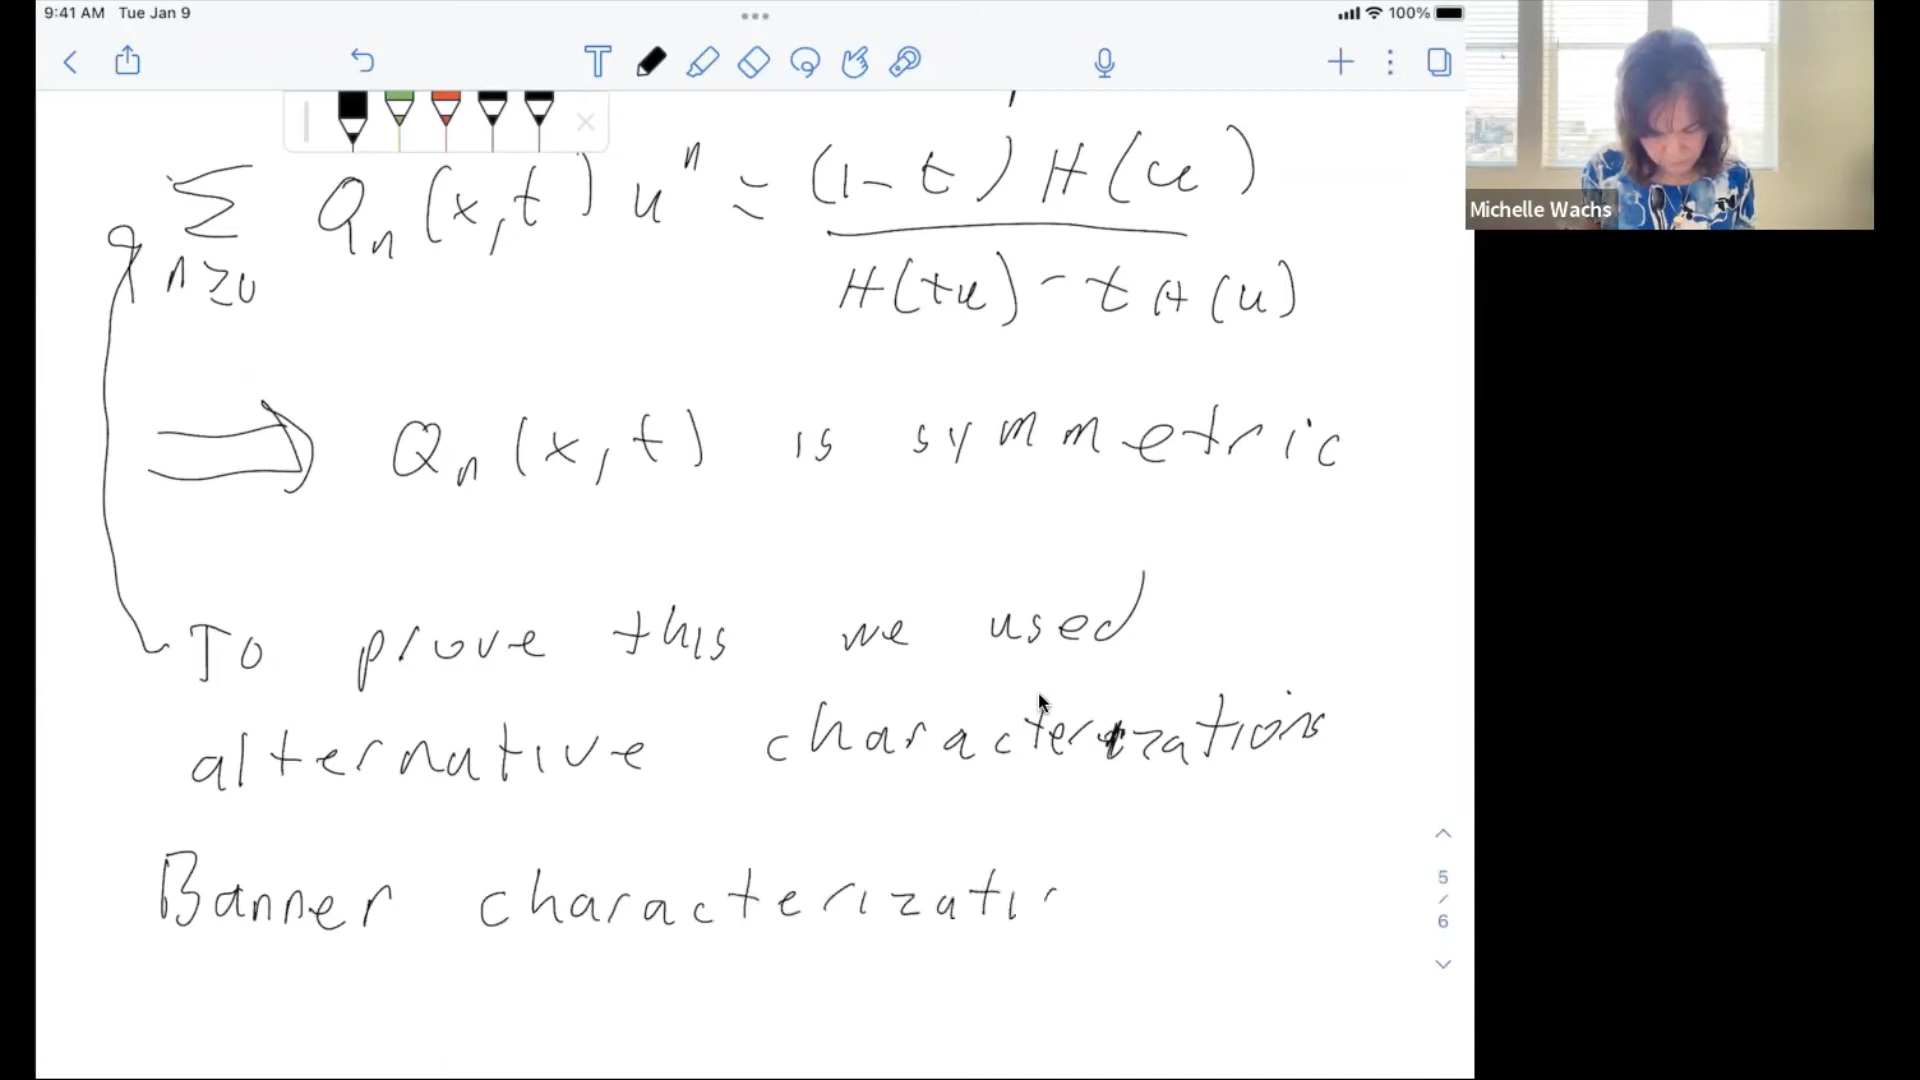 9:41 AM Tue Jan 9
100%
Michelle Wachs
∑ Qn(x,t) u^n = (1-t) H(u)
n≥0
H(tu) - t H(u)
⇒ Qn(x,t) is symmetric
To prove this we used
alternative characterizations
Banner characterizati
5
/
6